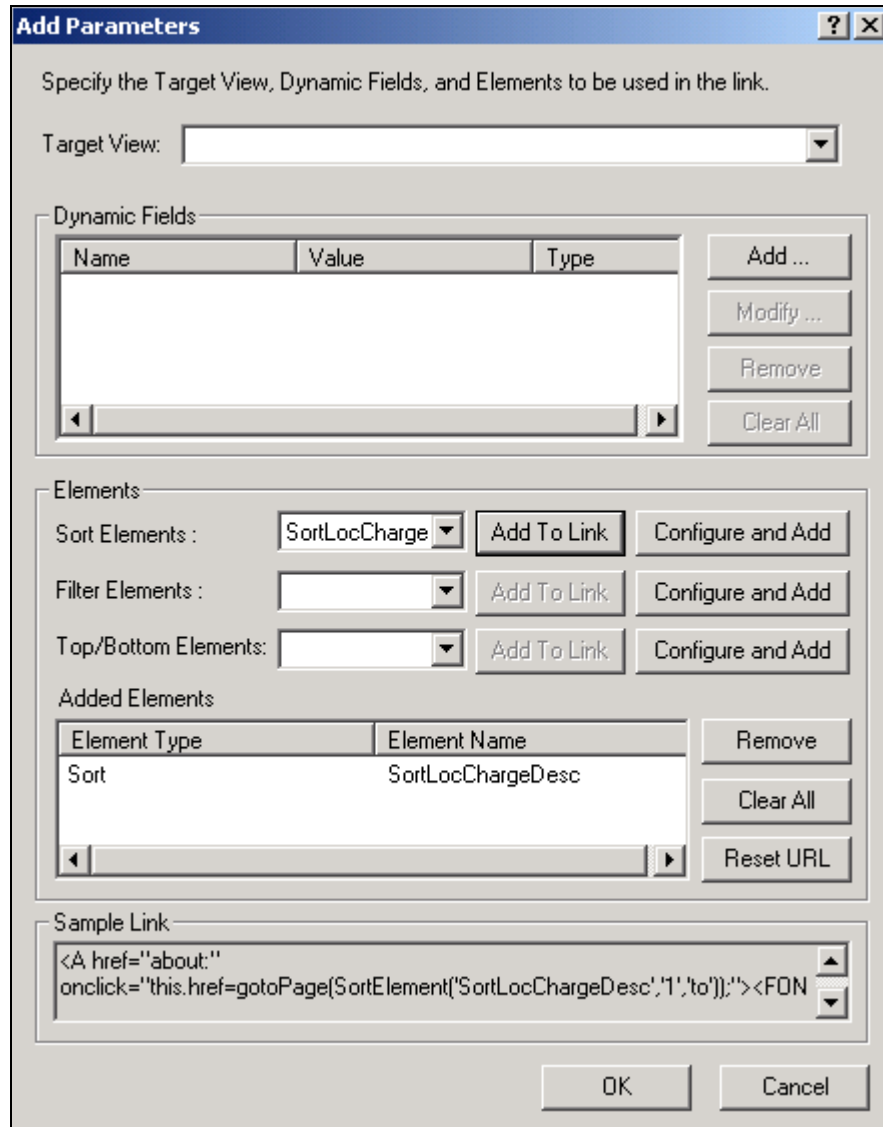 Add Parameters
Specify the Target View, Dynamic Fields, and Elements to be used in the link.
Target View:
Dynamic Fields
Name Value Type
Add ...
Modify ...
Remove
Clear All
Elements
Sort Elements : SortLocCharge Add To Link Configure and Add
Filter Elements : Add To Link Configure and Add
Top/Bottom Elements: Add To Link Configure and Add
Added Elements
Element Type Element Name
Sort SortLocChargeDesc
Remove
Clear All
Reset URL
Sample Link
<A href="about:"
onclick="this.href=gotoPage(SortElement('SortLocChargeDesc','1','to'));"><FON
OK Cancel